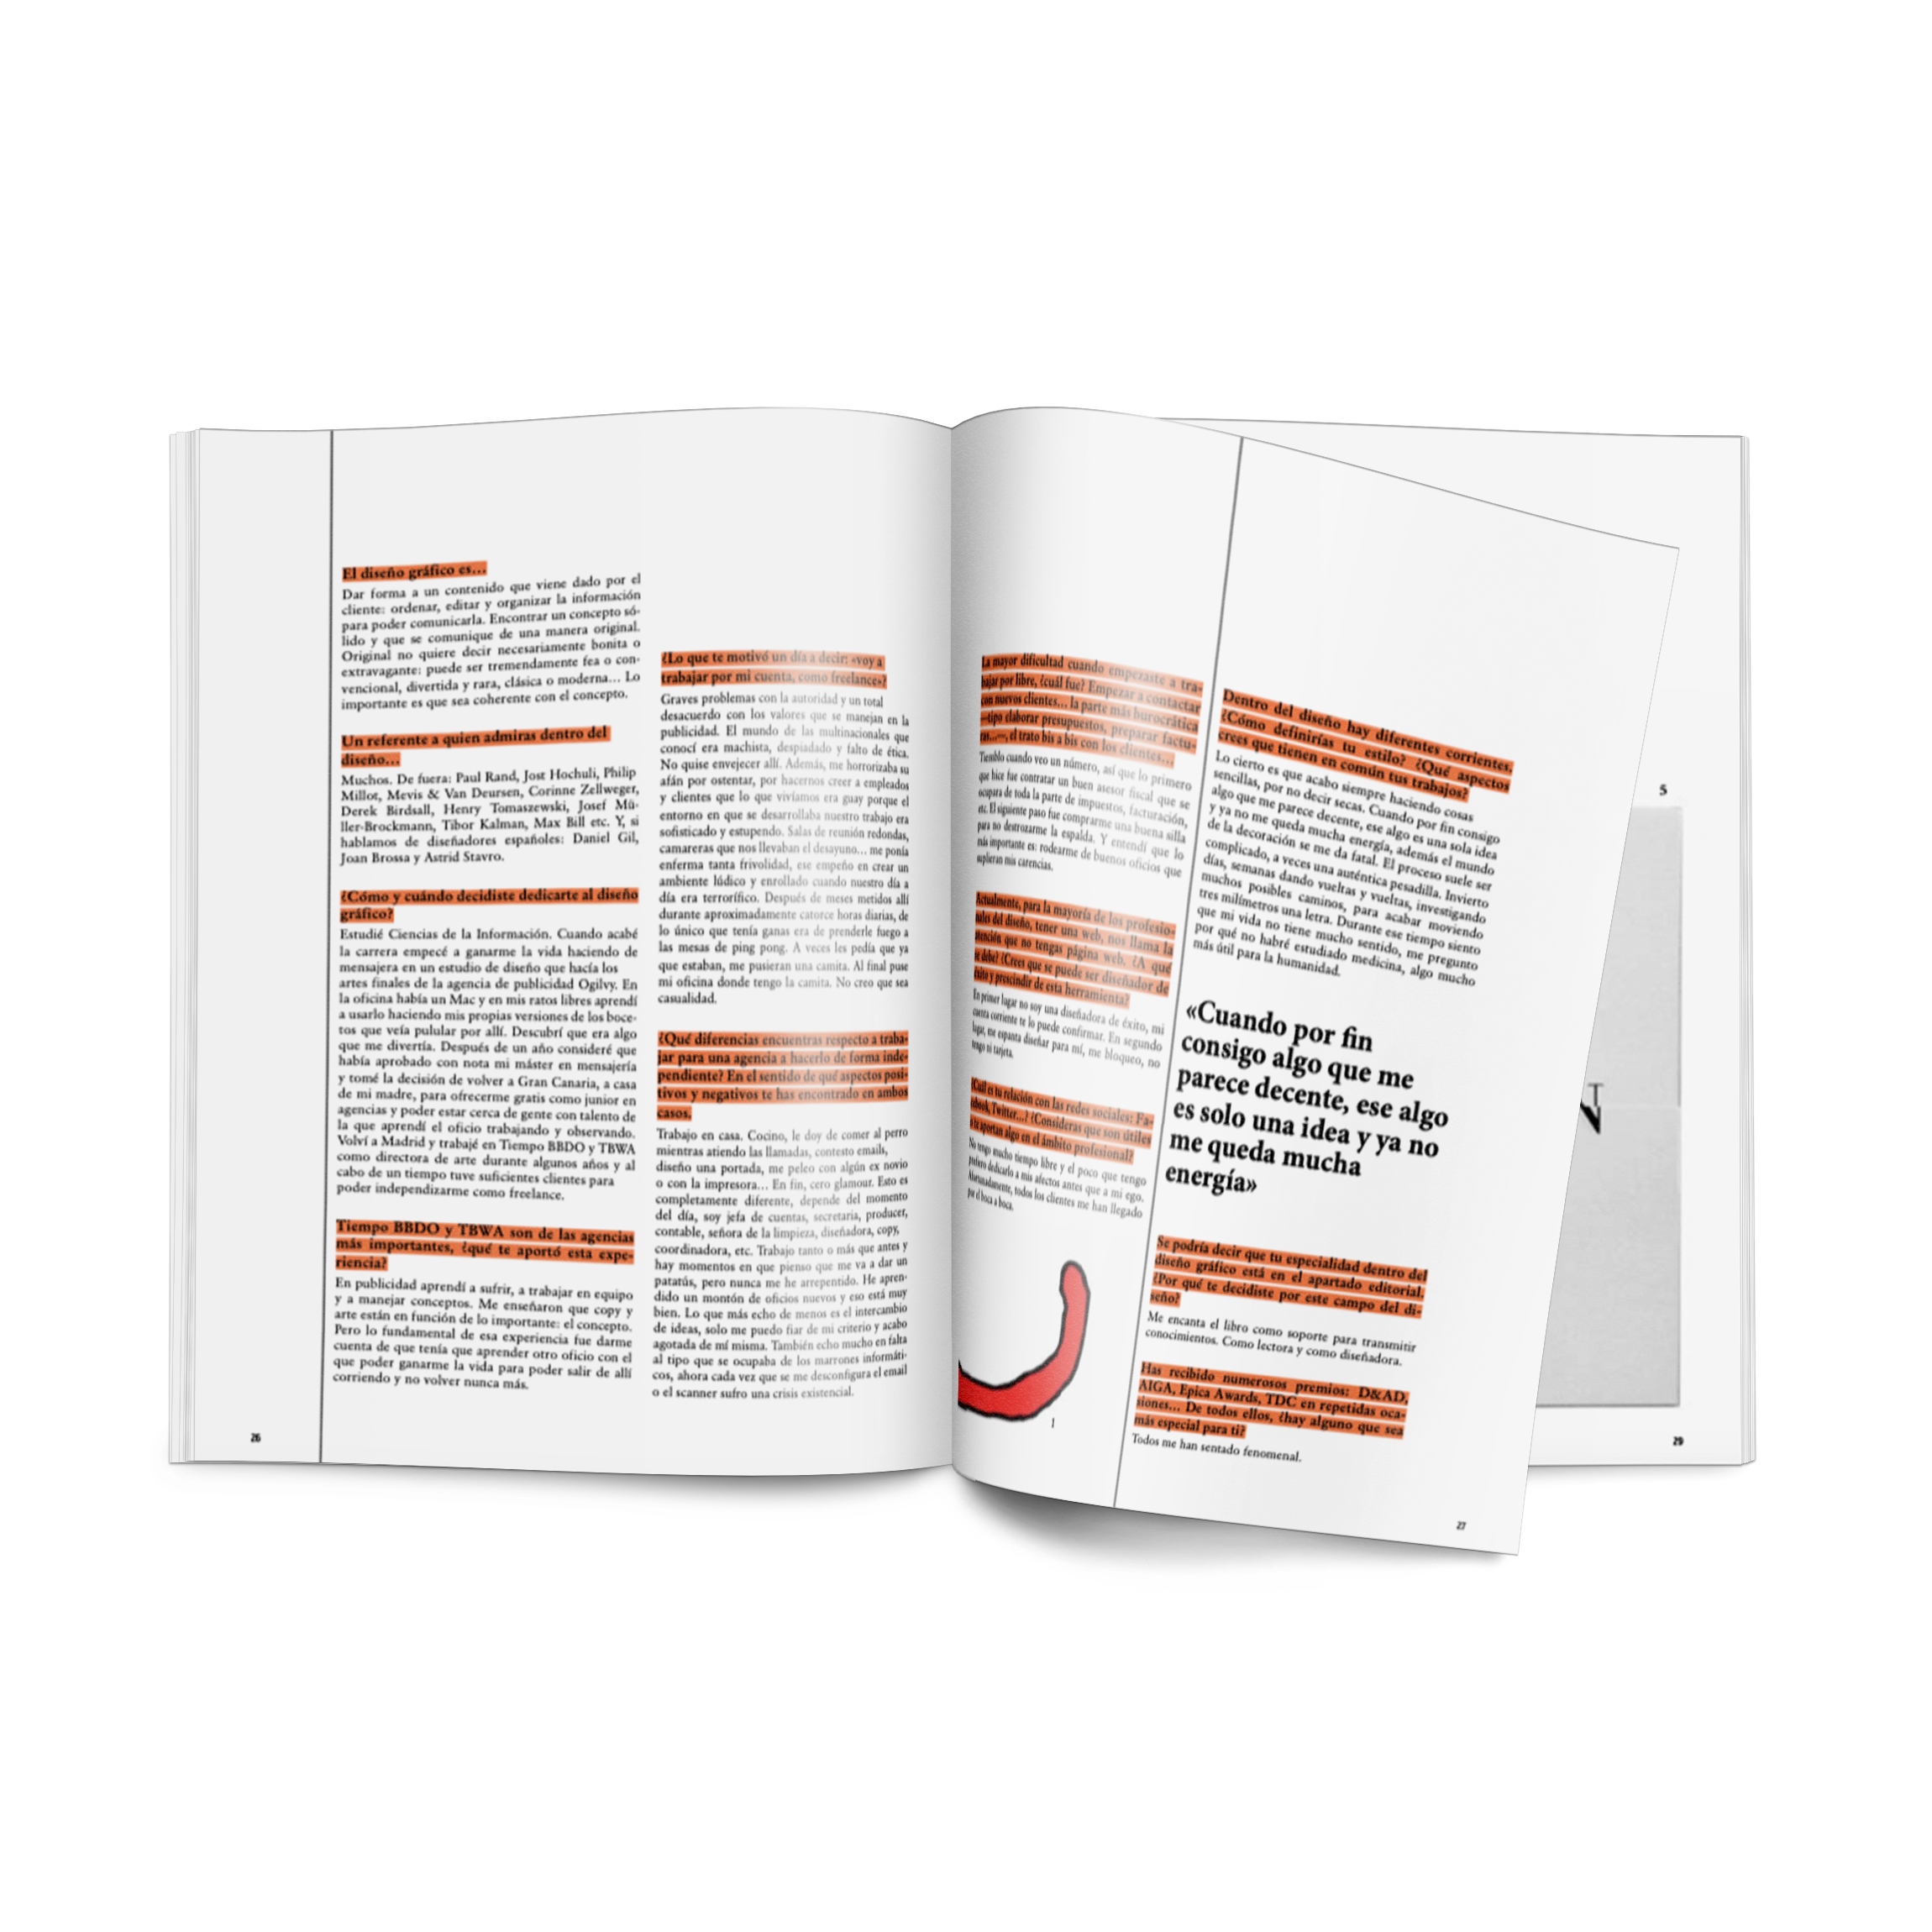 El diseño gráfico es...
Dar forma a un contenido que viene dado por el
cliente: ordenar, editar y organizar la información
para poder comunicarla. Encontrar un concepto só-
lido y que se comunique de una manera original.
Original no quiere decir necesariamente bonita o
extravagante: puede ser tremendamente fea o con-
vencional, divertida y rara, clásica o moderna... Lo
importante es que sea coherente con el concepto.
Un referente a quien admiras dentro del
diseño...
Muchos. De fuera: Paul Rand, Jost Hochuli, Philip
Millot, Mevis & Van Deursen, Corinne Zellweger,
Derek Birdsall, Henry Tomaszewski, Josef Mü-
ller-Brockmann, Tibor Kalman, Max Bill etc. Y, si
hablamos de diseñadores españoles: Daniel Gil,
Joan Brossa y Astrid Stavro.
¿Cómo y cuándo decidiste dedicarte al diseño
gráfico?
Estudié Ciencias de la Información. Cuando acabé
la carrera empecé a ganarme la vida haciendo de
mensajera en un estudio de diseño que hacía los
artes finales de la agencia de publicidad Ogilvy. En
la oficina había un Mac y en mis ratos libres aprendí
a usarlo haciendo mis propias versiones de los boce-
tos que veía pulular por allí. Descubrí que era algo
que me divertía. Después de un año consideré que
había aprobado con nota mi máster en mensajería
y tomé la decisión de volver a Gran Canaria, a casa
de mi madre, para ofrecerme gratis como junior en
agencias y poder estar cerca de gente con talento de
la que aprendí el oficio trabajando y observando.
Volví a Madrid y trabajé en Tiempo BBDO y TBWA
como directora de arte durante algunos años y al
cabo de un tiempo tuve suficientes clientes para
poder independizarme como freelance.
Tiempo BBDO y TBWA son de las agencias
más importantes, ¿qué te aportó esta expe-
riencia?
En publicidad aprendí a sufrir, a trabajar en equipo
y a manejar conceptos. Me enseñaron que copy y
arte están en función de lo importante: el concepto.
Pero lo fundamental de esa experiencia fue darme
cuenta de que tenía que aprender otro oficio con el
que poder ganarme la vida para poder salir de allí
corriendo y no volver nunca más.
26
¿Lo que te motivó un día a decir: «voy a
trabajar por mi cuenta, como freelance»?
Graves problemas con la autoridad y un total
desacuerdo con los valores que se manejan en la
publicidad. El mundo de las multinacionales que
conocí era machista, despiadado y falto de ética.
No quise envejecer allí. Además, me horrorizaba su
afán por ostentar, por hacernos creer a empleados
y clientes que lo que vivíamos era guay porque el
entorno en que se desarrollaba nuestro trabajo era
sofisticado y estupendo. Salas de reunión redondas,
camareras que nos llevaban el desayuno... me ponía
enferma tanta frivolidad, ese empeño en crear un
ambiente lúdico y enrollado cuando nuestro día a
día era terrorífico. Después de meses metidos allí
durante aproximadamente catorce horas diarias, de
lo único que tenía ganas era de prenderle fuego a
las mesas de ping pong. A veces les pedía que ya
que estaban, me pusieran una camita. Al final puse
mi oficina donde tengo la camita. No creo que sea
casualidad.
¿Qué diferencias encuentras respecto a traba-
jar para una agencia a hacerlo de forma inde-
pendiente? En el sentido de qué aspectos posi-
tivos y negativos te has encontrado en ambos
casos.
Trabajo en casa. Cocino, le doy de comer al perro
mientras atiendo las llamadas, contesto emails,
diseño una portada, me peleo con algún ex novio
o con la impresora... En fin, cero glamour. Esto es
completamente diferente, depende del momento
del día, soy jefa de cuentas, secretaria, producer,
contable, señora de la limpieza, diseñadora, copy,
coordinadora, etc. Trabajo tanto o más que antes y
hay momentos en que pienso que me va a dar un
patatús, pero nunca me he arrepentido. He apren-
dido un montón de oficios nuevos y eso está muy
bien. Lo que más echo de menos es el intercambio
de ideas, solo me puedo fiar de mi criterio y acabo
agotada de mí misma. También echo mucho en falta
al tipo que se ocupaba de los marrones informáti-
cos, ahora cada vez que se me desconfigura el email
o el scanner sufro una crisis existencial.
La mayor dificultad cuando empezaste a tra-
bajar por libre, ¿cuál fue? Empezar a contactar
con nuevos clientes... la parte más burocrática
—tipo elaborar presupuestos, preparar factu-
ras...—, el trato bis a bis con los clientes...
Tiemblo cuando veo un número, así que lo primero
que hice fue contratar un buen asesor fiscal que se
ocupara de toda la parte de impuestos, facturación,
etc. El siguiente paso fue comprarme una buena silla
para no destrozarme la espalda. Y entendí que lo
más importante es: rodearme de buenos oficios que
suplieran mis carencias.
Actualmente, para la mayoría de los profesio-
nales del diseño, tener una web, nos llama la
atención que no tengas página web. ¿A qué
se debe? ¿Crees que se puede ser diseñador de
éxito y prescindir de esta herramienta?
En primer lugar no soy una diseñadora de éxito, mi
cuenta corriente te lo puede confirmar. En segundo
lugar, me espanta diseñar para mí, me bloqueo, no
tengo ni tarjeta.
¿Cuál es tu relación con las redes sociales: Fa-
cebook, Twitter...? ¿Consideras que son útiles
o te aportan algo en el ámbito profesional?
No tengo mucho tiempo libre y el poco que tengo
prefiero dedicarlo a mis afectos antes que a mi ego.
Afortunadamente, todos los clientes me han llegado
por el boca a boca.
1
Dentro del diseño hay diferentes corrientes.
¿Cómo definirías tu estilo? ¿Qué aspectos
crees que tienen en común tus trabajos?
Lo cierto es que acabo siempre haciendo cosas
sencillas, por no decir secas. Cuando por fin consigo
algo que me parece decente, ese algo es una sola idea
y ya no me queda mucha energía, además el mundo
de la decoración se me da fatal. El proceso suele ser
complicado, a veces una auténtica pesadilla. Invierto
días, semanas dando vueltas y vueltas, investigando
muchos posibles caminos, para acabar moviendo
tres milímetros una letra. Durante ese tiempo siento
que mi vida no tiene mucho sentido, me pregunto
por qué no habré estudiado medicina, algo mucho
más útil para la humanidad.
«Cuando por fin
consigo algo que me
parece decente, ese algo
es solo una idea y ya no
me queda mucha
energía»
Se podría decir que tu especialidad dentro del
diseño gráfico está en el apartado editorial.
¿Por qué te decidiste por este campo del di-
seño?
Me encanta el libro como soporte para transmitir
conocimientos. Como lectora y como diseñadora.
Has recibido numerosos premios: D&AD,
AIGA, Epica Awards, TDC en repetidas oca-
siones... De todos ellos, ¿hay alguno que sea
más especial para ti?
Todos me han sentado fenomenal.
27
5
29